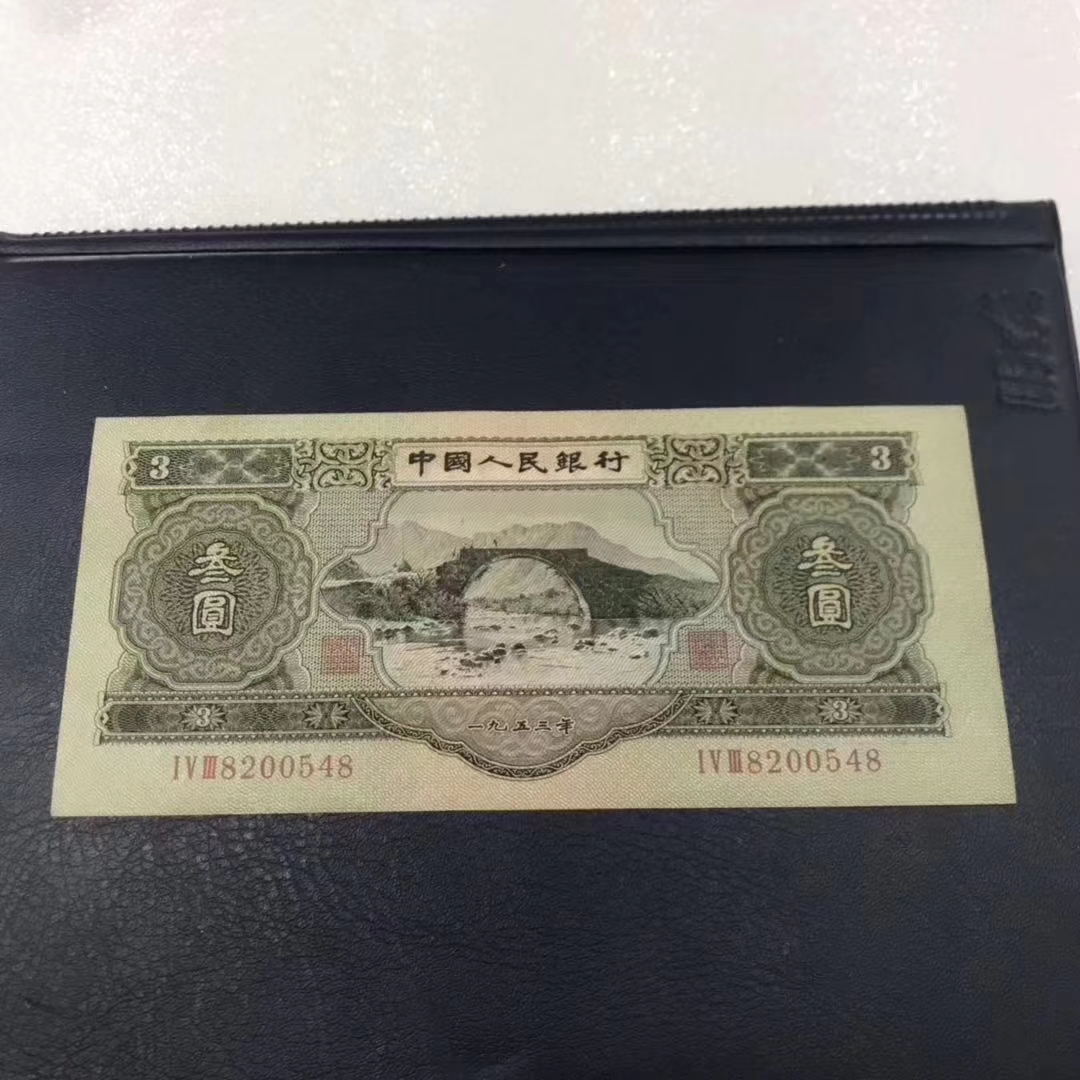 3 中國人民銀行 3
叁圓 叁圓
3 一九五三年 3
IVⅢ8200548 IVⅢ8200548